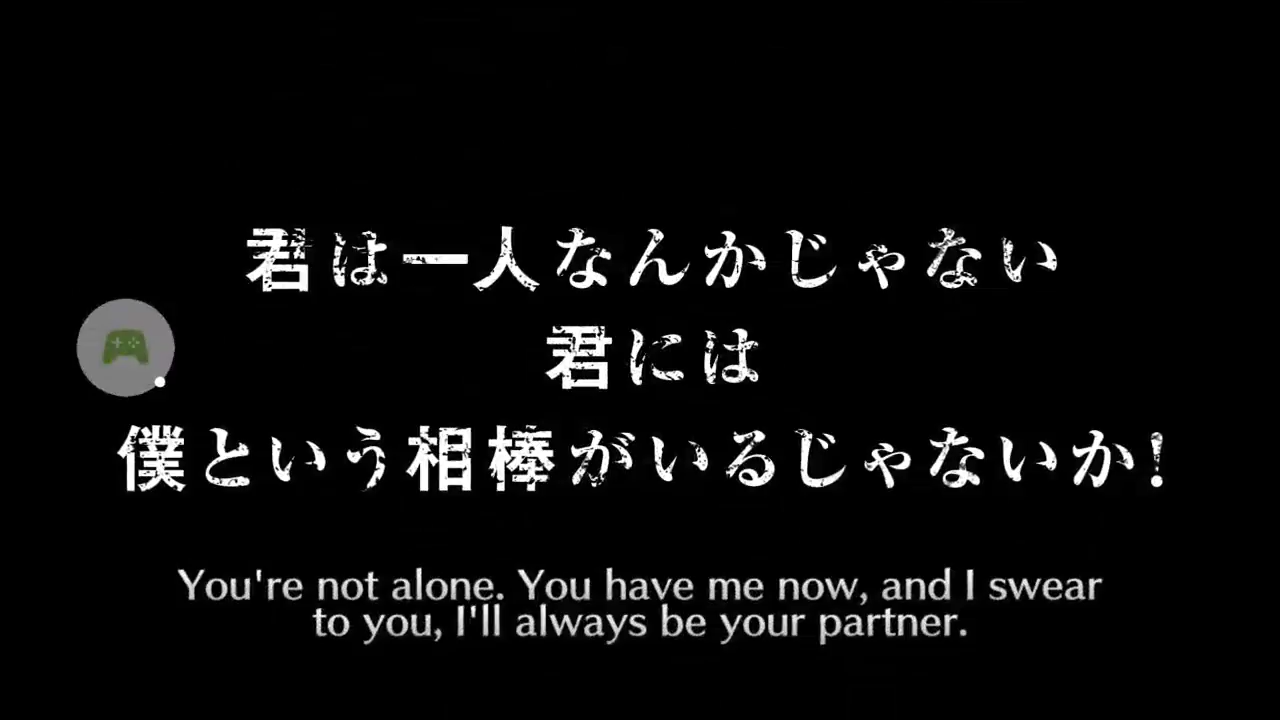 君は一人なんかじゃない
君には
僕という相棒がいるじゃないか!
You're not alone. You have me now, and I swear
to you, I'll always be your partner.